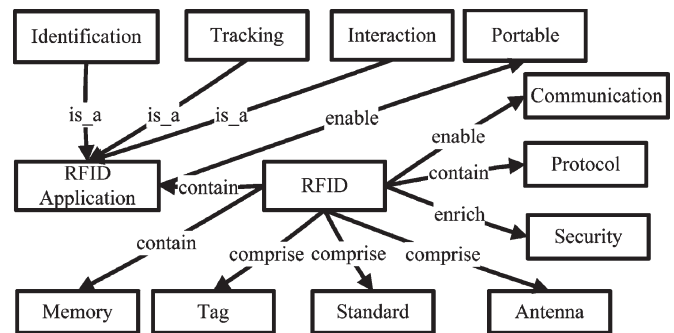 Identification
Tracking
Interaction
Portable
Communication
is_a
is_a
is_a
enable
enable
RFID
Application
contain
RFID
contain
Protocol
enrich
Security
contain
comprise
comprise
comprise
Memory
Tag
Standard
Antenna